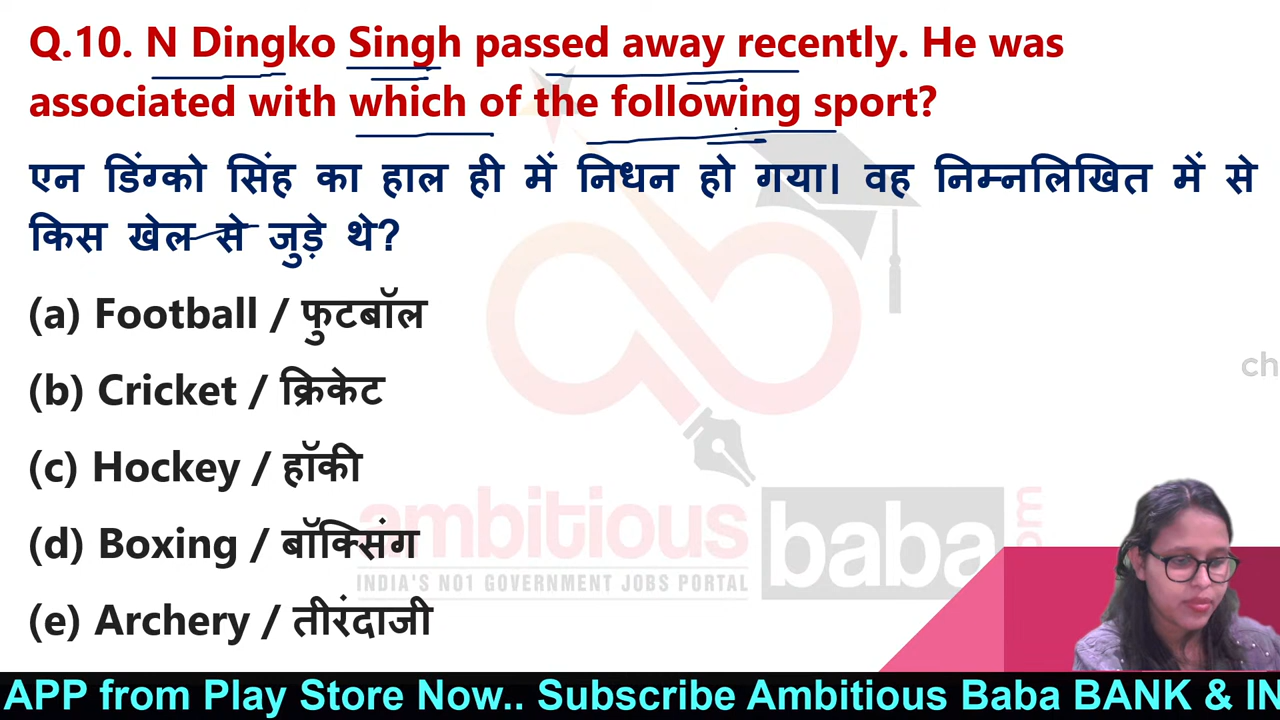 Q.10. N Dingko Singh passed away recently. He was
associated with which of the following sport?
एन डिंग्को सिंह का हाल ही में निधन हो गया। वह निम्नलिखित में से
किस खेल से जुड़े थे?
(a) Football / फुटबॉल
(b) Cricket / क्रिकेट
ch
(c) Hockey / हॉकी
(d) Boxing / बॉक्सिंग
(e) Archery / तीरंदाजी
ambitious baba .com
INDIA'S NO1 GOVERNMENT JOBS PORTAL
APP from Play Store Now.. Subscribe Ambitious Baba BANK & IN